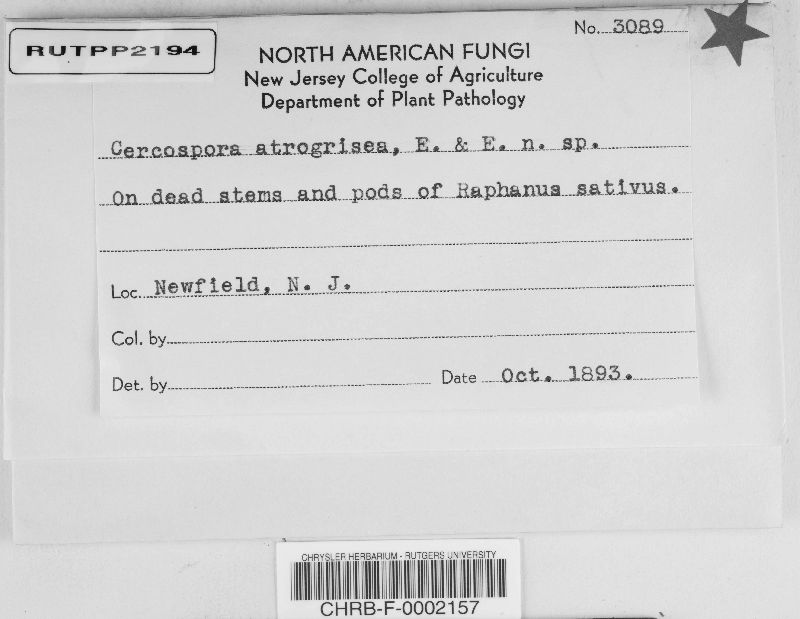 RUTPP2194
No. 3089
NORTH AMERICAN FUNGI
New Jersey College of Agriculture
Department of Plant Pathology
Cercospora atrogrisea, E. & E. n. sp.
On dead stems and pods of Raphanus sativus.
Loc. Newfield, N. J.
Col. by
Det. by Date Oct. 1893.
CHRYSLER HERBARIUM - RUTGERS UNIVERSITY
CHRB-F-0002157